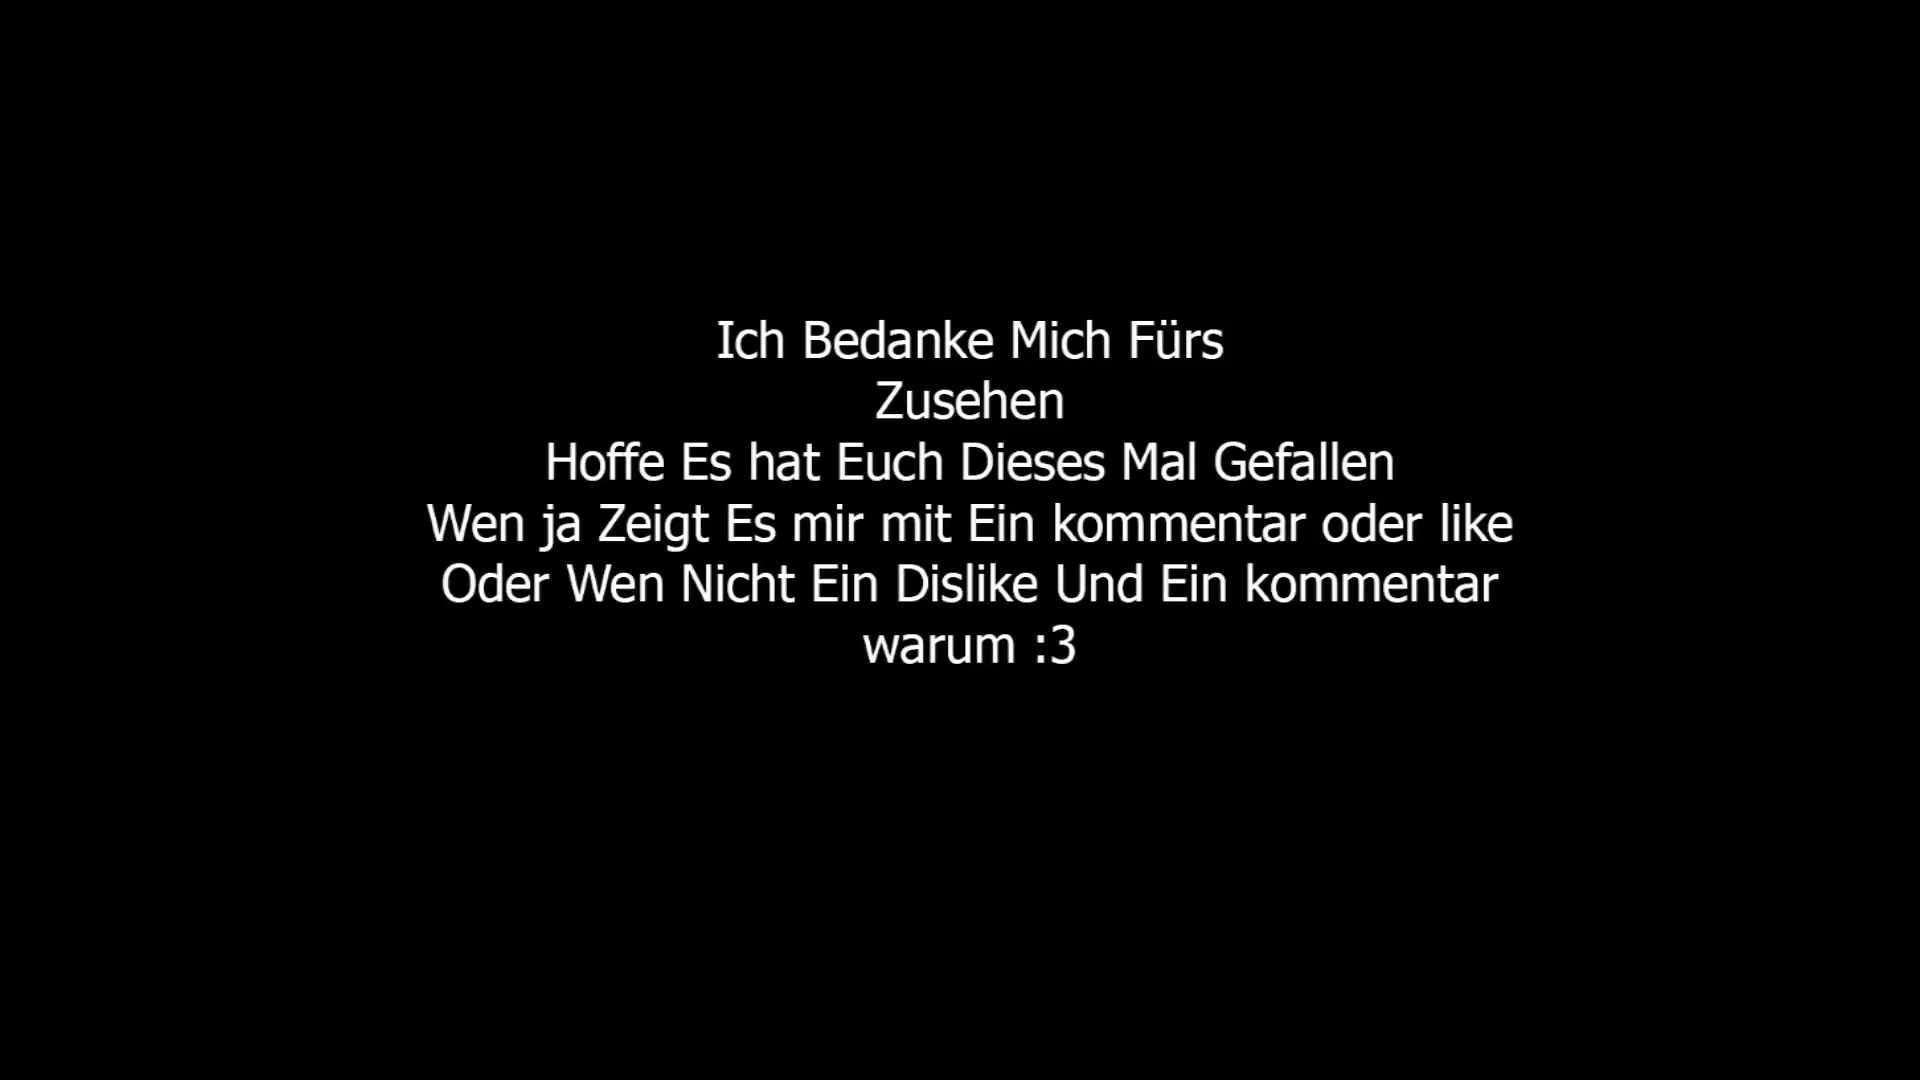 Ich Bedanke Mich Fürs
Zusehen
Hoffe Es hat Euch Dieses Mal Gefallen
Wen ja Zeigt Es mir mit Ein kommentar oder like
Oder Wen Nicht Ein Dislike Und Ein kommentar
warum :3